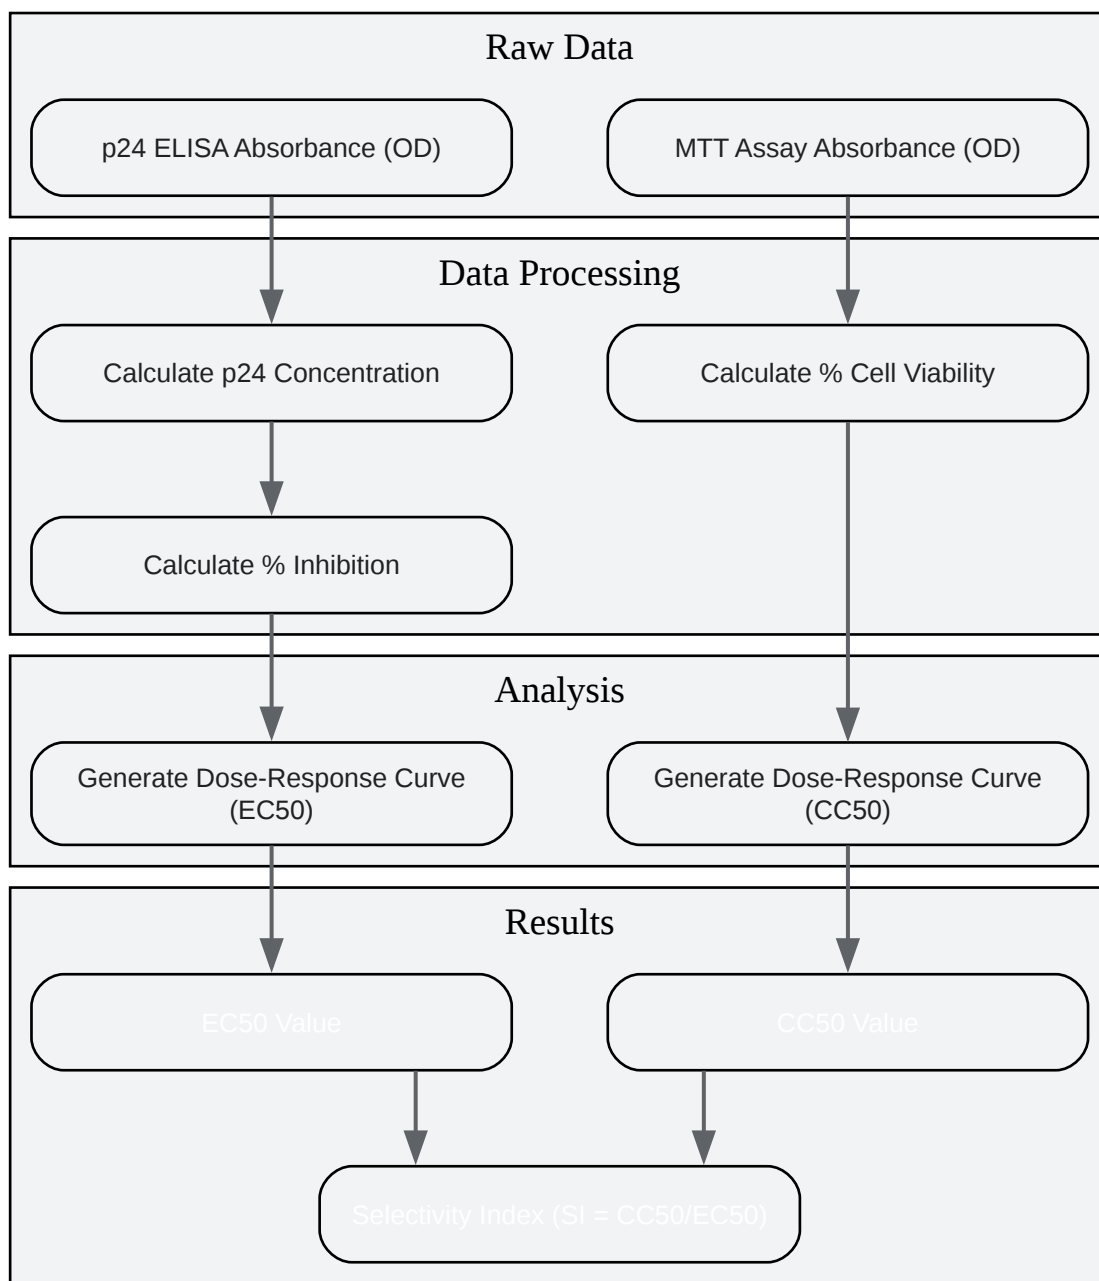 Raw Data
p24 ELISA Absorbance (OD)
MTT Assay Absorbance (OD)
Data Processing
Calculate p24 Concentration
Calculate % Cell Viability
Calculate % Inhibition
Analysis
Generate Dose-Response Curve
(EC50)
Generate Dose-Response Curve
(CC50)
Results
EC50 Value
CC50 Value
Selectivity Index (SI = CC50/EC50)